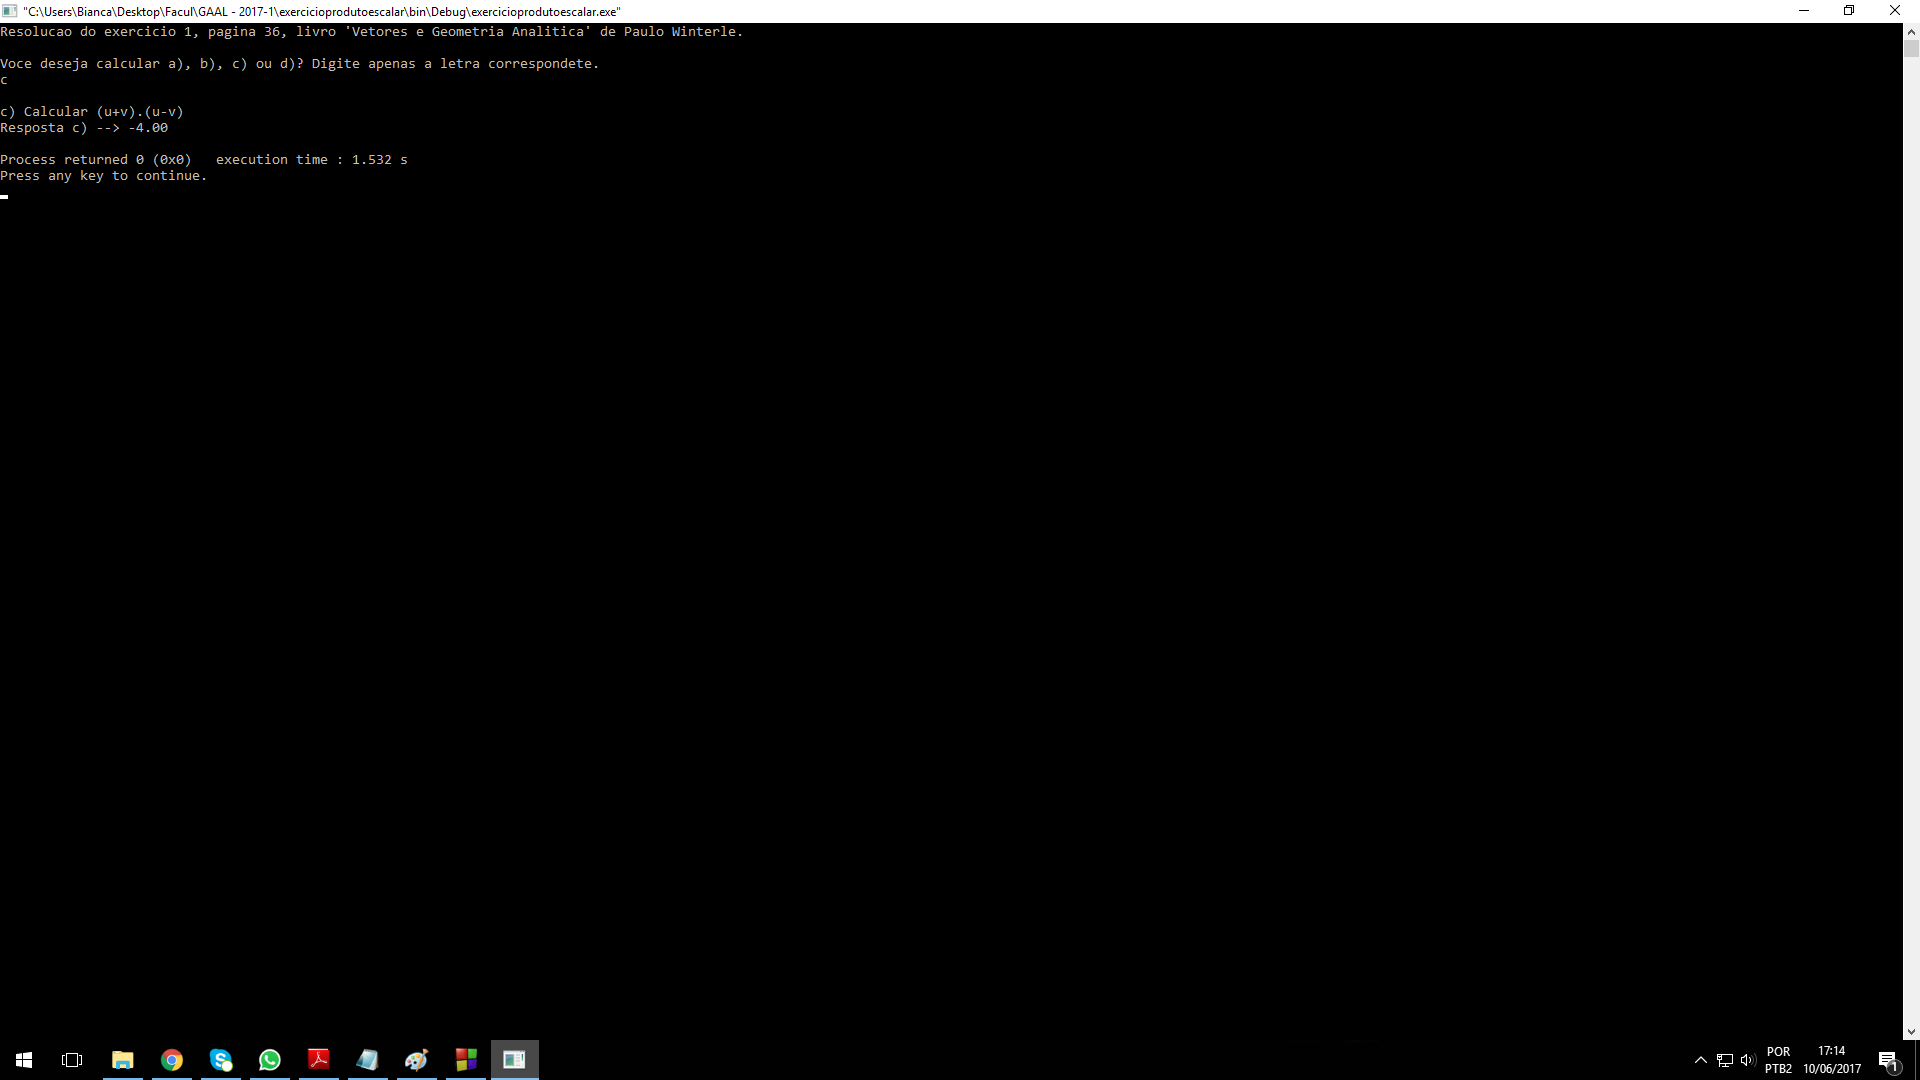 "C:\Users\Bianca\Desktop\Facul\GAAL - 2017-1\exercicioprodutoescalar\bin\Debug\exercicioprodutoescalar.exe"
Resolucao do exercicio 1, pagina 36, livro 'Vetores e Geometria Analitica' de Paulo Winterle.
Voce deseja calcular a), b), c) ou d)? Digite apenas a letra correspondete.
c
c) Calcular (u+v).(u-v)
Resposta c) --> -4.00
Process returned 0 (0x0)   execution time : 1.532 s
Press any key to continue.
POR
PTB2
17:14
10/06/2017
1